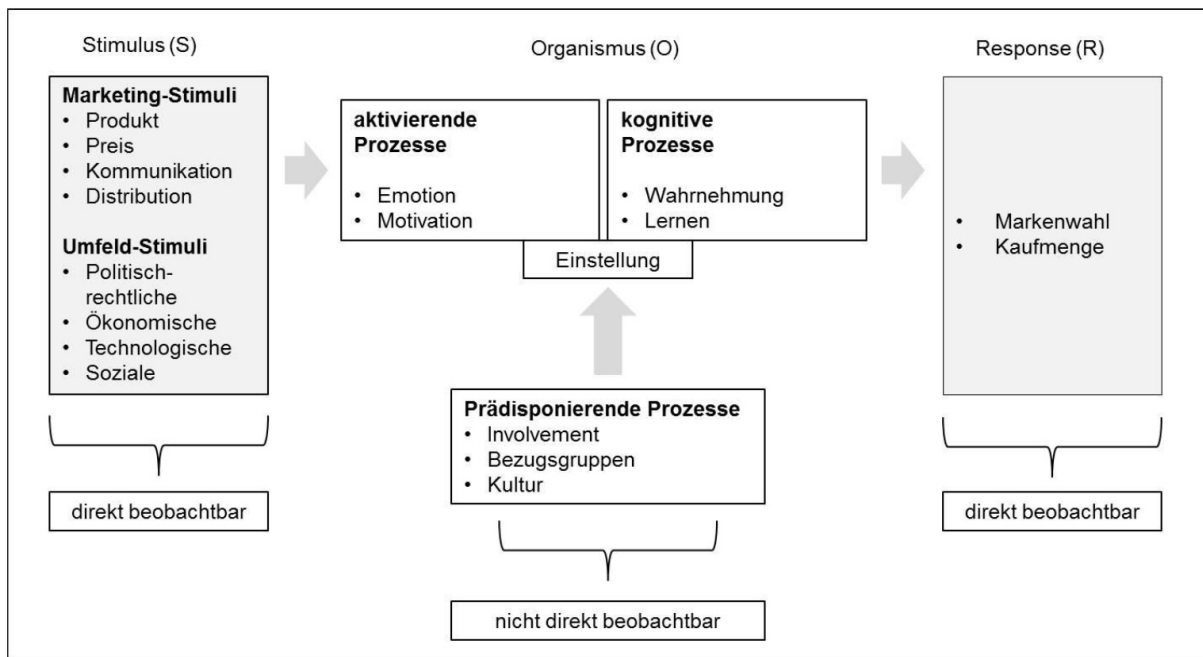 Stimulus (S)
Organismus (O)
Response (R)
Marketing-Stimuli
• Produkt
• Preis
• Kommunikation
• Distribution
Umfeld-Stimuli
• Politisch-
rechtliche
• Ökonomische
• Technologische
• Soziale
direkt beobachtbar
aktivierende
Prozesse
• Emotion
• Motivation
kognitive
Prozesse
• Wahrnehmung
• Lernen
Einstellung
Prädisponierende Prozesse
• Involvement
• Bezugsgruppen
• Kultur
nicht direkt beobachtbar
• Markenwahl
• Kaufmenge
direkt beobachtbar